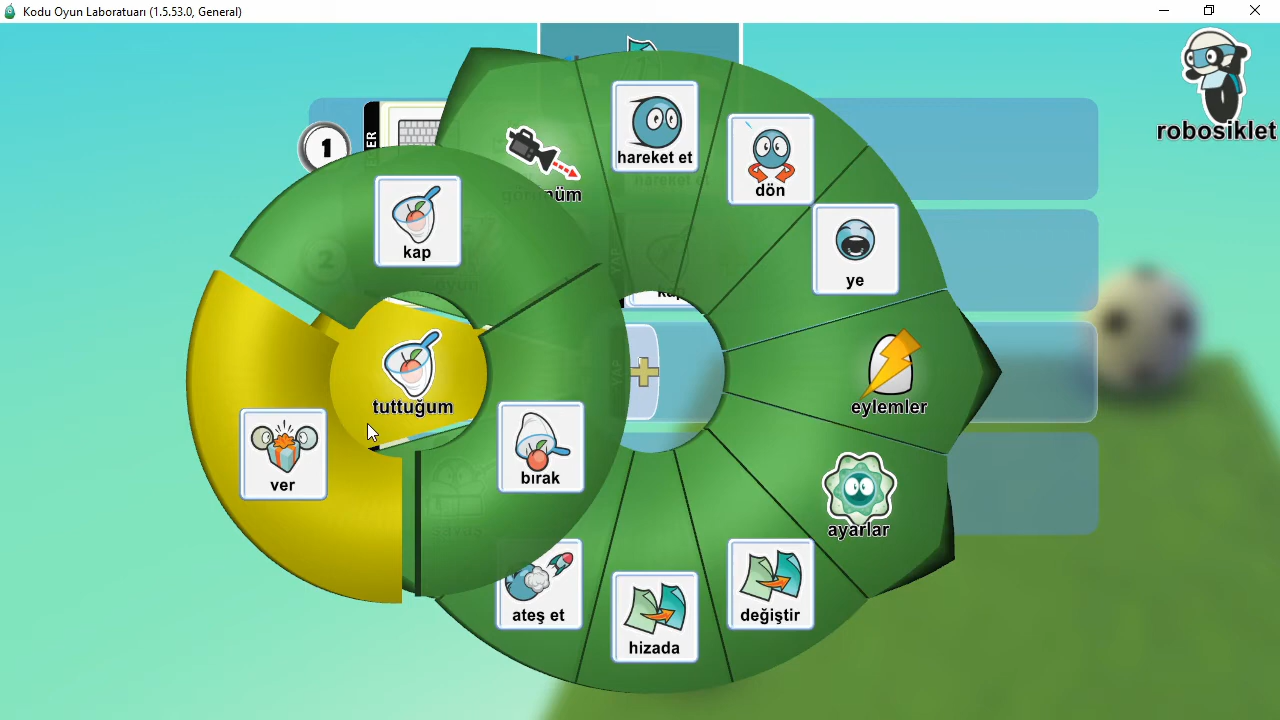 Kodu Oyun Laboratuarı (1.5.53.0, General)
robosiklet
1
hareket et
görünüm
dön
kap
ye
tuttuğum
eylemler
ver
bırak
ayarlar
ateş et
hizada
değiştir